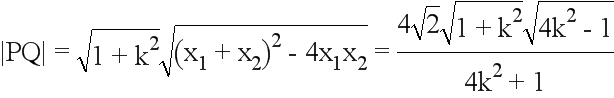 |PQ| = √(1 + k²) √((x₁ + x₂)² - 4x₁x₂) = (4√2 √(1 + k²) √(4k² - 1)) / (4k² + 1)